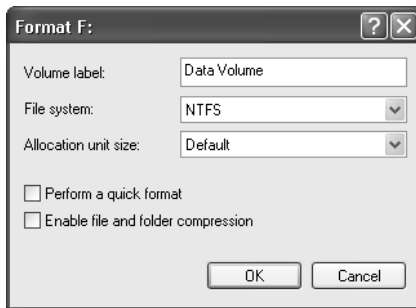 Format F:
Volume label: Data Volume
File system: NTFS
Allocation unit size: Default
Perform a quick format
Enable file and folder compression
OK Cancel